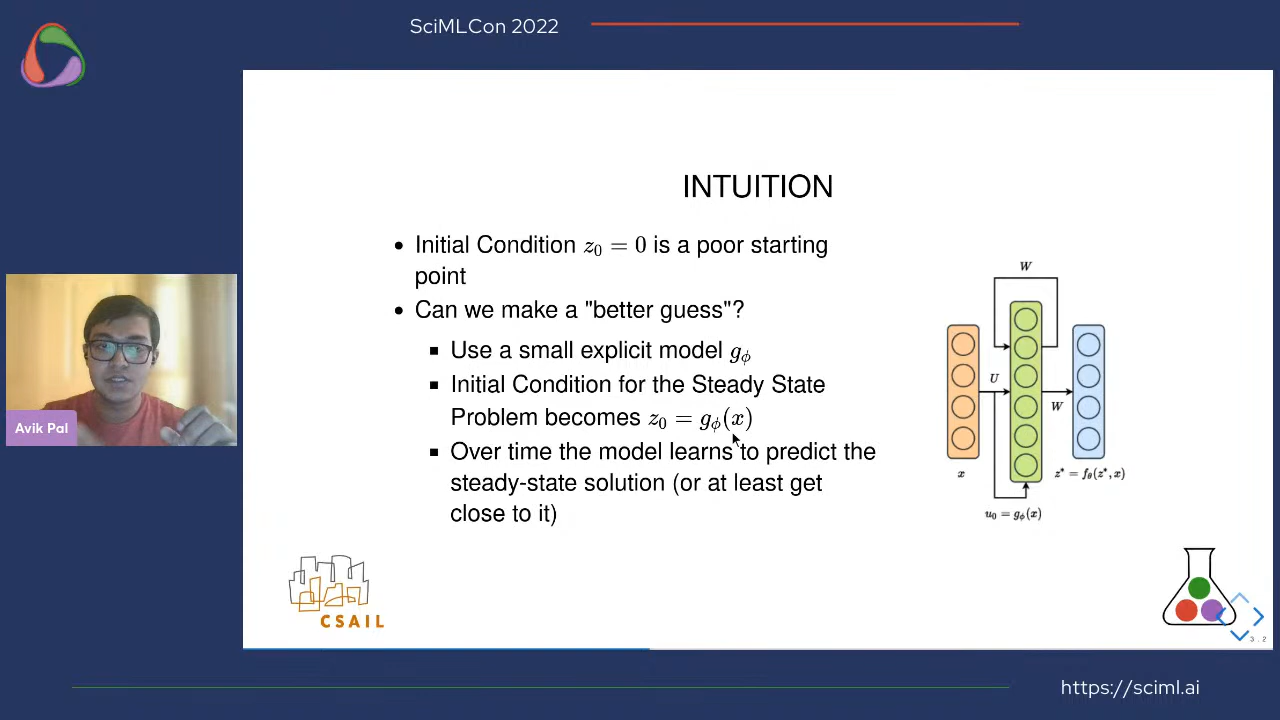 SciMLCon 2022
INTUITION
Initial Condition z₀ = 0 is a poor starting
point
Can we make a "better guess"?
Use a small explicit model g_ϕ
Initial Condition for the Steady State
Problem becomes z₀ = g_ϕ(x)
Over time the model learns to predict the
steady-state solution (or at least get
close to it)
W
U
W
x
z* = f_θ(z*, x)
u₀ = g_ϕ(x)
Avik Pal
CSAIL
3.2
https://sciml.ai